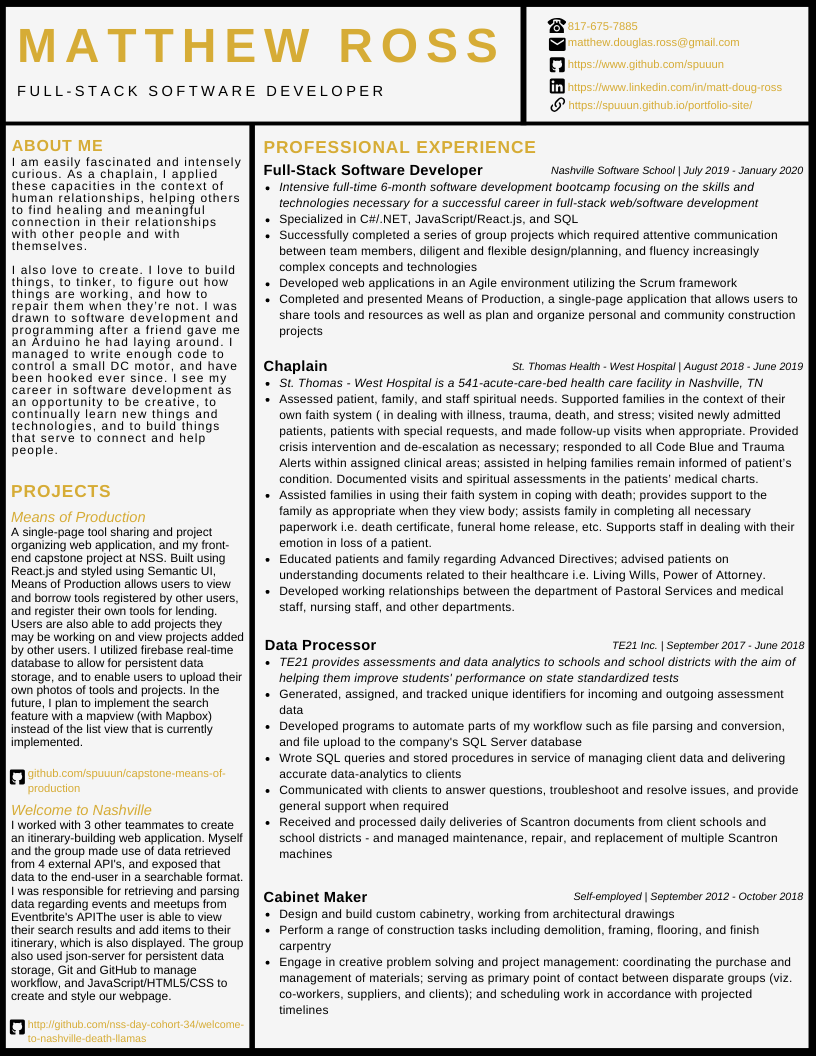 MATTHEW ROSS
FULL-STACK SOFTWARE DEVELOPER
817-675-7885
matthew.douglas.ross@gmail.com
https://www.github.com/spuuun
https://www.linkedin.com/in/matt-doug-ross
https://spuuun.github.io/portfolio-site/
ABOUT ME
I am easily fascinated and intensely
curious. As a chaplain, I applied
these capacities in the context of
human relationships, helping others
to find healing and meaningful
connection in their relationships
with other people and with
themselves.
I also love to create. I love to build
things, to tinker, to figure out how
things are working, and how to
repair them when they're not. I was
drawn to software development and
programming after a friend gave me
an Arduino he had laying around. I
managed to write enough code to
control a small DC motor, and have
been hooked ever since. I see my
career in software development as
an opportunity to be creative, to
continually learn new things and
technologies, and to build things
that serve to connect and help
people.
PROJECTS
Means of Production
A single-page tool sharing and project
organizing web application, and my front-
end capstone project at NSS. Built using
React.js and styled using Semantic UI,
Means of Production allows users to view
and borrow tools registered by other users,
and register their own tools for lending.
Users are also able to add projects they
may be working on and view projects added
by other users. I utilized firebase real-time
database to allow for persistent data
storage, and to enable users to upload their
own photos of tools and projects. In the
future, I plan to implement the search
feature with a mapview (with Mapbox)
instead of the list view that is currently
implemented.
github.com/spuuun/capstone-means-of-
production
Welcome to Nashville
I worked with 3 other teammates to create
an itinerary-building web application. Myself
and the group made use of data retrieved
from 4 external API's, and exposed that
data to the end-user in a searchable format.
I was responsible for retrieving and parsing
data regarding events and meetups from
Eventbrite's APIThe user is able to view
their search results and add items to their
itinerary, which is also displayed. The group
also used json-server for persistent data
storage, Git and GitHub to manage
workflow, and JavaScript/HTML5/CSS to
create and style our webpage.
http://github.com/nss-day-cohort-34/welcome-
to-nashville-death-llamas
PROFESSIONAL EXPERIENCE
Full-Stack Software Developer Nashville Software School | July 2019 - January 2020
• Intensive full-time 6-month software development bootcamp focusing on the skills and
technologies necessary for a successful career in full-stack web/software development
• Specialized in C#/.NET, JavaScript/React.js, and SQL
• Successfully completed a series of group projects which required attentive communication
between team members, diligent and flexible design/planning, and fluency increasingly
complex concepts and technologies
• Developed web applications in an Agile environment utilizing the Scrum framework
• Completed and presented Means of Production, a single-page application that allows users to
share tools and resources as well as plan and organize personal and community construction
projects
Chaplain St. Thomas Health - West Hospital | August 2018 - June 2019
• St. Thomas - West Hospital is a 541-acute-care-bed health care facility in Nashville, TN
• Assessed patient, family, and staff spiritual needs. Supported families in the context of their
own faith system ( in dealing with illness, trauma, death, and stress; visited newly admitted
patients, patients with special requests, and made follow-up visits when appropriate. Provided
crisis intervention and de-escalation as necessary; responded to all Code Blue and Trauma
Alerts within assigned clinical areas; assisted in helping families remain informed of patient's
condition. Documented visits and spiritual assessments in the patients' medical charts.
• Assisted families in using their faith system in coping with death; provides support to the
family as appropriate when they view body; assists family in completing all necessary
paperwork i.e. death certificate, funeral home release, etc. Supports staff in dealing with their
emotion in loss of a patient.
• Educated patients and family regarding Advanced Directives; advised patients on
understanding documents related to their healthcare i.e. Living Wills, Power of Attorney.
• Developed working relationships between the department of Pastoral Services and medical
staff, nursing staff, and other departments.
Data Processor TE21 Inc. | September 2017 - June 2018
• TE21 provides assessments and data analytics to schools and school districts with the aim of
helping them improve students' performance on state standardized tests
• Generated, assigned, and tracked unique identifiers for incoming and outgoing assessment
data
• Developed programs to automate parts of my workflow such as file parsing and conversion,
and file upload to the company's SQL Server database
• Wrote SQL queries and stored procedures in service of managing client data and delivering
accurate data-analytics to clients
• Communicated with clients to answer questions, troubleshoot and resolve issues, and provide
general support when required
• Received and processed daily deliveries of Scantron documents from client schools and
school districts - and managed maintenance, repair, and replacement of multiple Scantron
machines
Cabinet Maker Self-employed | September 2012 - October 2018
• Design and build custom cabinetry, working from architectural drawings
• Perform a range of construction tasks including demolition, framing, flooring, and finish
carpentry
• Engage in creative problem solving and project management: coordinating the purchase and
management of materials; serving as primary point of contact between disparate groups (viz.
co-workers, suppliers, and clients); and scheduling work in accordance with projected
timelines